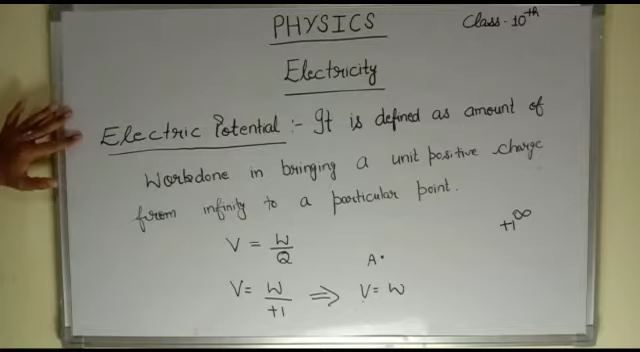 PHYSICS
Class - 10th
Electricity
Electric Potential :- It is defined as amount of
Workdone in bringing a unit positive charge
from infinity to a particular point.
+1 ∞
V = W/Q
A•
V = W/+1 ⇒ V = W